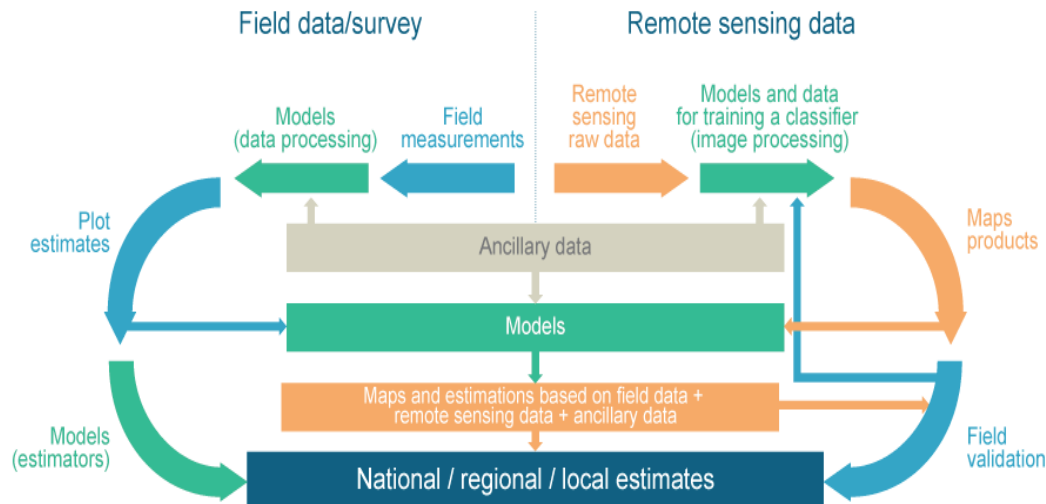 Field data/survey
Remote sensing data
Models
(data processing)
Field
measurements
Remote
sensing
raw data
Models and data
for training a classifier
(image processing)
Plot
estimates
Maps
products
Ancillary data
Models
Maps and estimations based on field data +
remote sensing data + ancillary data
Models
(estimators)
Field
validation
National / regional / local estimates